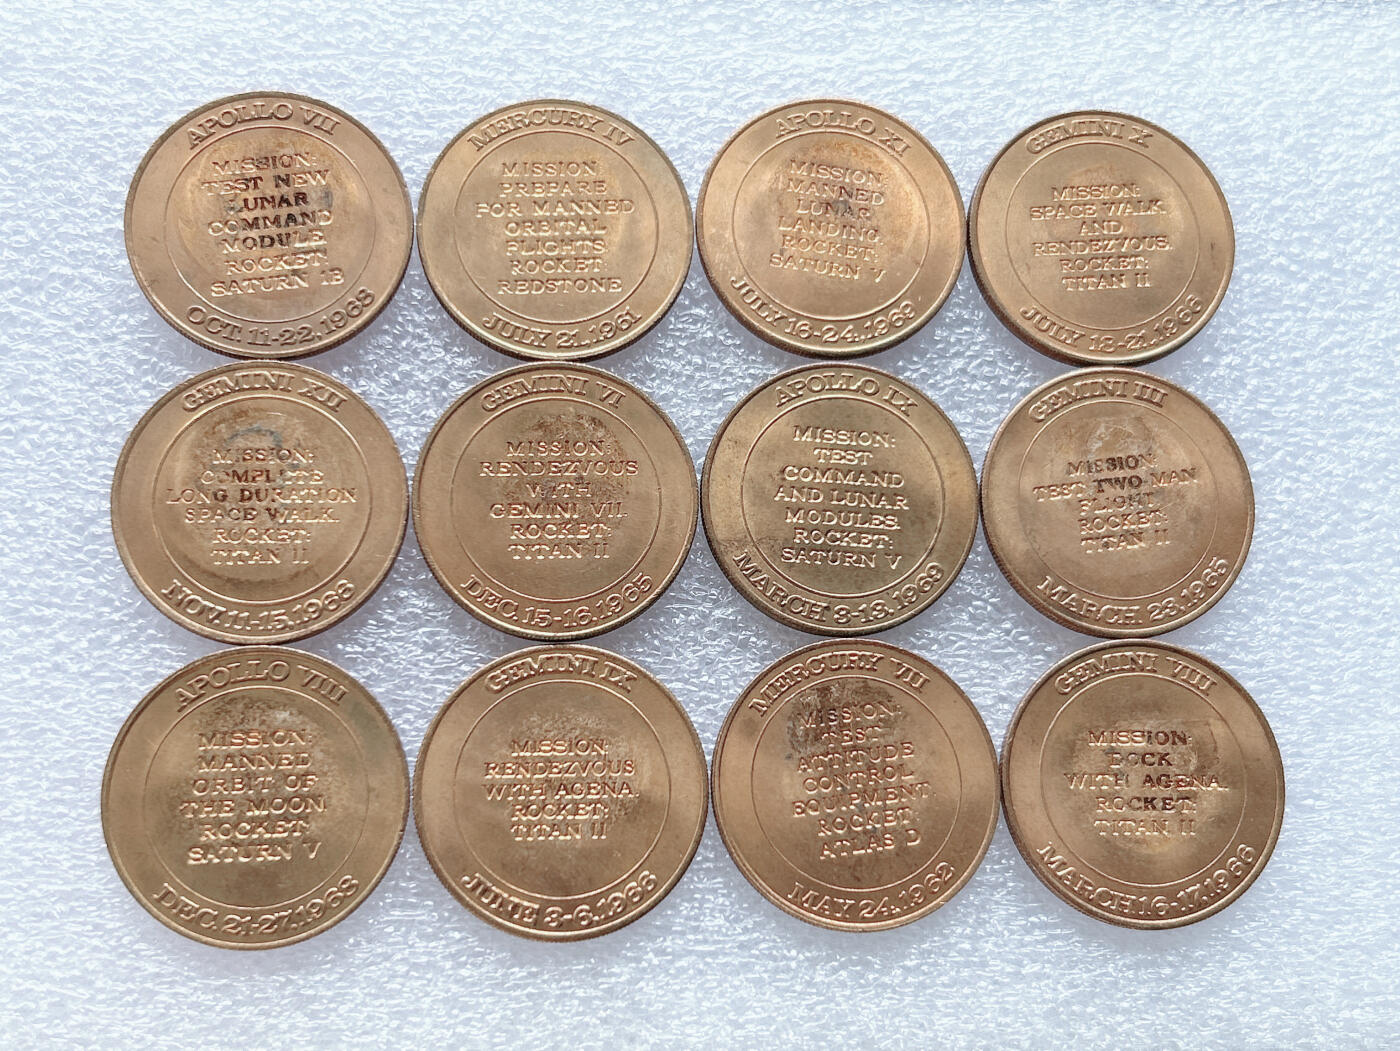 APOLLO VII
MISSION:
TEST NEW
LUNAR
COMMAND
MODULE
ROCKET:
SATURN 1B
OCT. 11-22, 1968
MERCURY IV
MISSION:
PREPARE
FOR MANNED
ORBITAL
FLIGHTS.
ROCKET:
REDSTONE
JULY 21, 1961
APOLLO XI
MISSION:
MANNED
LUNAR
LANDING.
ROCKET:
SATURN V
JULY 16-24, 1969
GEMINI X
MISSION:
SPACE WALK
AND
RENDEZVOUS.
ROCKET:
TITAN II
JULY 18-21, 1966
GEMINI XII
MISSION:
COMPLETE
LONG DURATION
SPACE WALK.
ROCKET:
TITAN II
NOV. 11-15, 1966
GEMINI VI
MISSION:
RENDEZVOUS
WITH
GEMINI VII.
ROCKET:
TITAN II
DEC. 15-16, 1965
APOLLO IX
MISSION:
TEST
COMMAND
AND LUNAR
MODULES.
ROCKET:
SATURN V
MARCH 3-13, 1969
GEMINI III
MISSION:
TEST TWO-MAN
FLIGHT
ROCKET:
TITAN II
MARCH 23, 1965
APOLLO VIII
MISSION:
MANNED
ORBIT OF
THE MOON
ROCKET:
SATURN V
DEC. 21-27, 1968
GEMINI IX
MISSION:
RENDEZVOUS
WITH AGENA.
ROCKET:
TITAN II
JUNE 3-6, 1966
MERCURY VII
MISSION:
TEST
ATTITUDE
CONTROL
EQUIPMENT.
ROCKET:
ATLAS D
MAY 24, 1962
GEMINI VIII
MISSION:
DOCK
WITH AGENA.
ROCKET:
TITAN II
MARCH 16-17, 1966